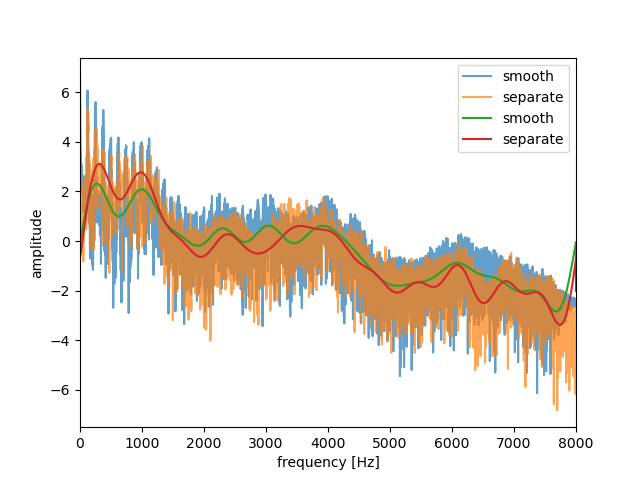 smooth
separate
smooth
separate
6
4
2
0
−2
−4
−6
amplitude
0 1000 2000 3000 4000 5000 6000 7000 8000
frequency [Hz]